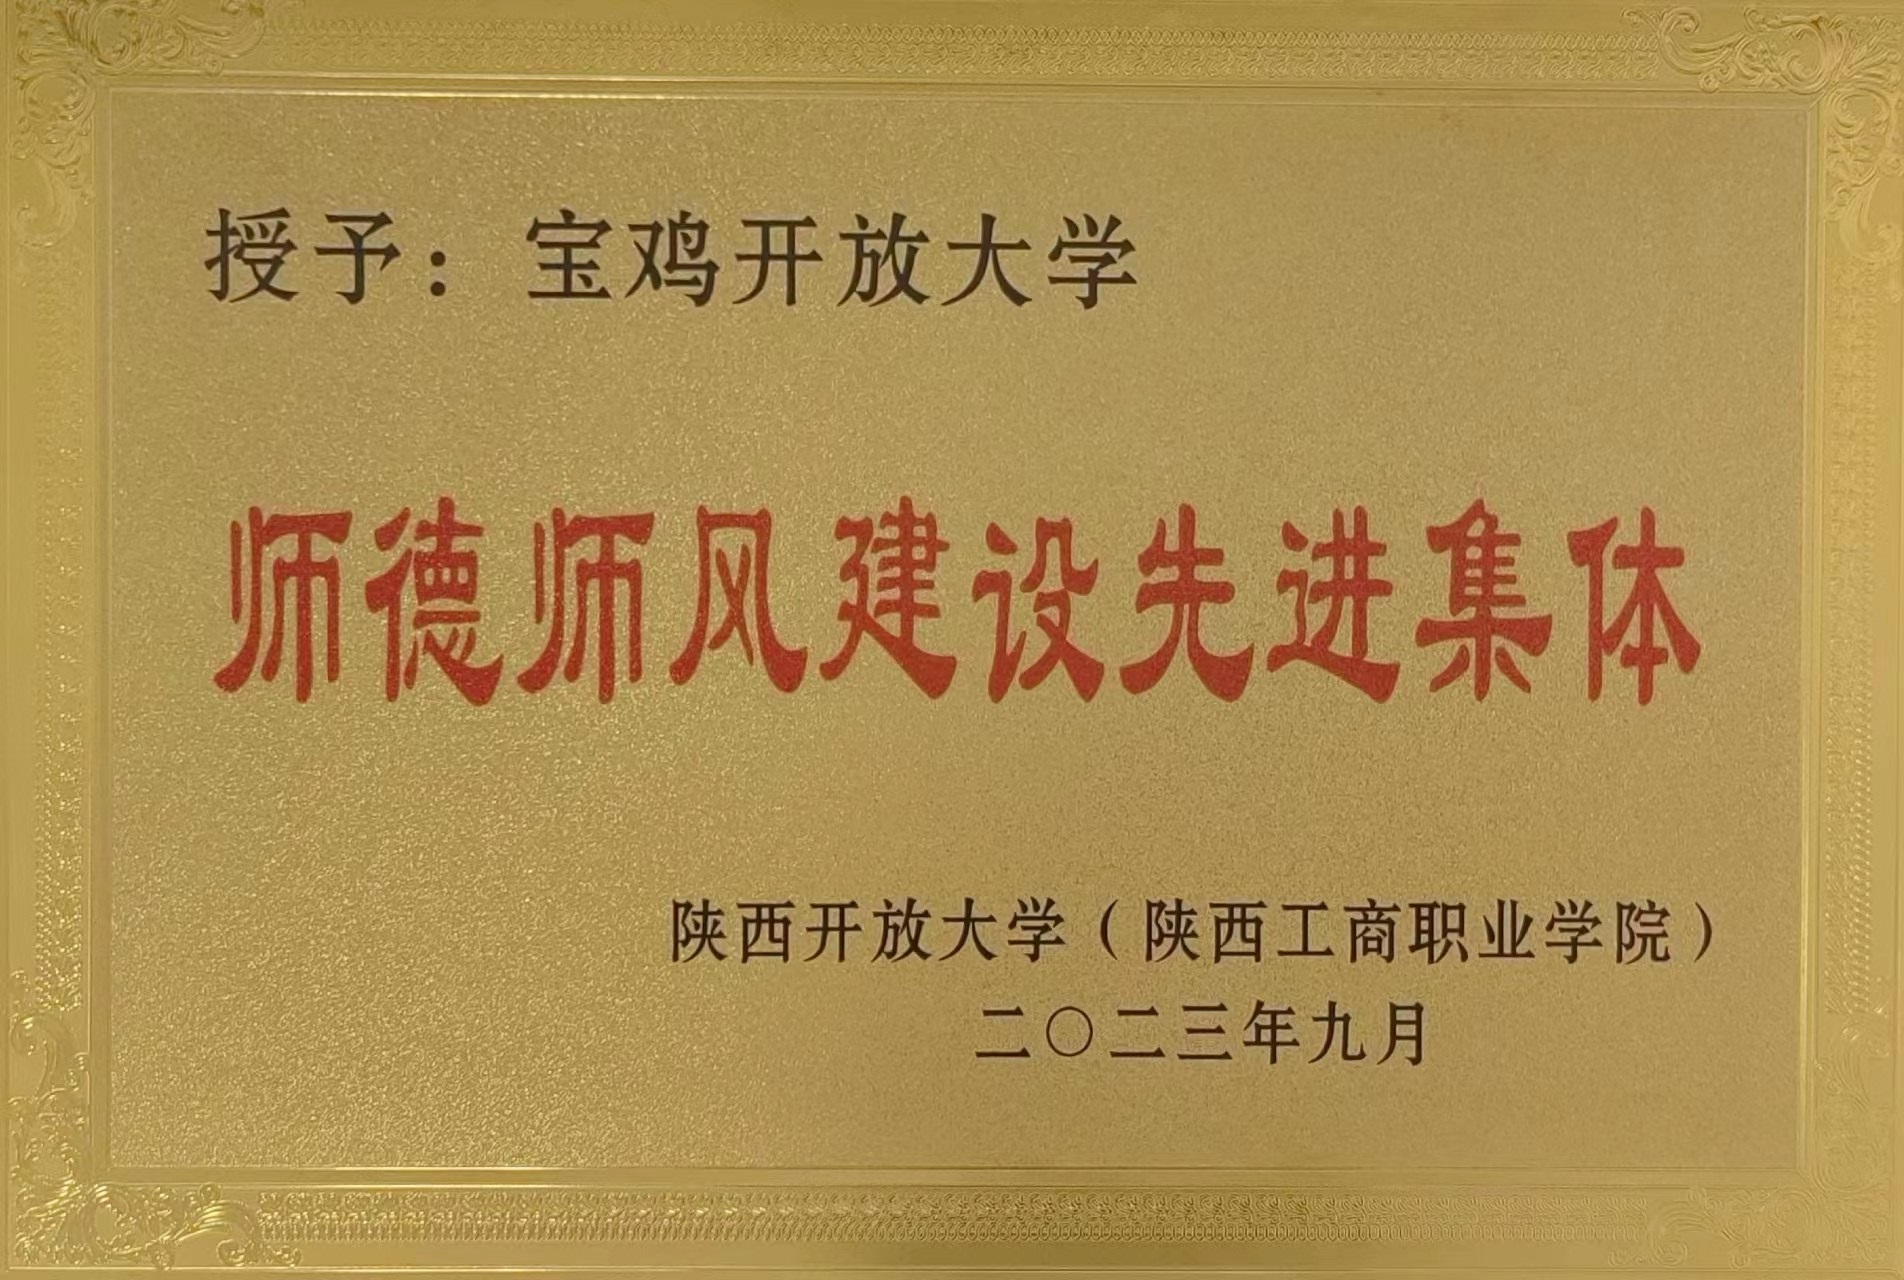 授予：宝鸡开放大学
师德师风建设先进集体
陕西开放大学（陕西工商职业学院）
二〇二三年九月